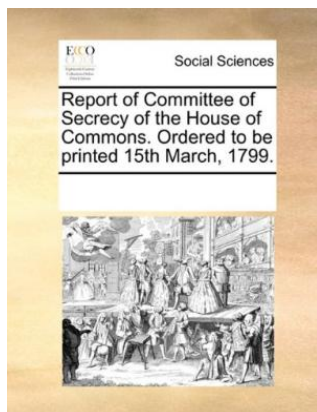 ECCO
Social Sciences
Report of Committee of
Secrecy of the House of
Commons. Ordered to be
printed 15th March, 1799.